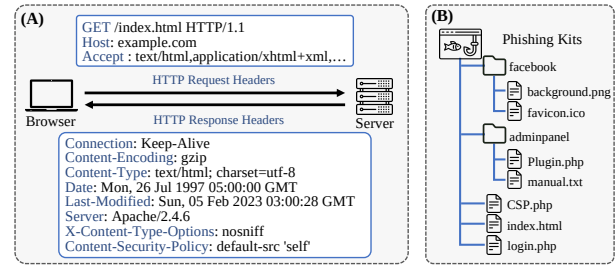 (A)
GET /index.html HTTP/1.1
Host: example.com
Accept : text/html,application/xhtml+xml,...
HTTP Request Headers
HTTP Response Headers
Browser
Server
Connection: Keep-Alive
Content-Encoding: gzip
Content-Type: text/html; charset=utf-8
Date: Mon, 26 Jul 1997 05:00:00 GMT
Last-Modified: Sun, 05 Feb 2023 03:00:28 GMT
Server: Apache/2.4.6
X-Content-Type-Options: nosniff
Content-Security-Policy: default-src 'self'
(B)
Phishing Kits
facebook
background.png
favicon.ico
adminpanel
Plugin.php
manual.txt
CSP.php
index.html
login.php